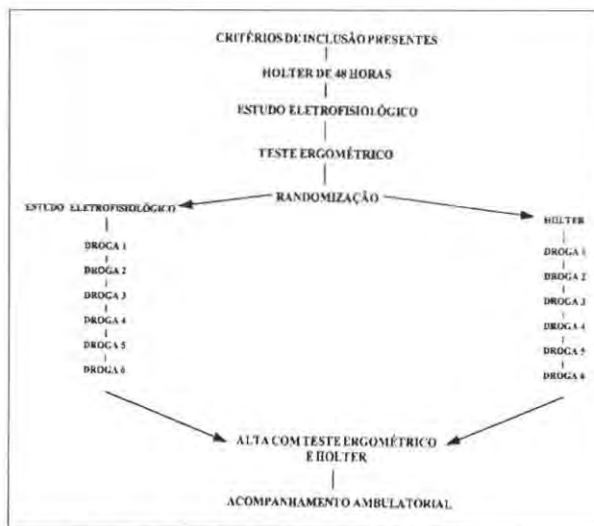 CRITÉRIOS DE INCLUSÃO PRESENTES
HOLTER DE 48 HORAS
ESTUDO ELETROFISIOLÓGICO
TESTE ERGOMÉTRICO
RANDOMIZAÇÃO
ESTUDO ELETROFISIOLÓGICO
DROGA 1
DROGA 2
DROGA 3
DROGA 4
DROGA 5
DROGA 6
HOLTER
DROGA 1
DROGA 2
DROGA 3
DROGA 4
DROGA 5
DROGA 6
ALTA COM TESTE ERGOMÉTRICO
E HOLTER
ACOMPANHAMENTO AMBULATORIAL